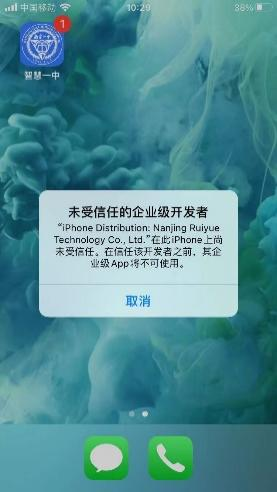 中国移动
10:29
38%
1
智慧一中
未受信任的企业级开发者
“iPhone Distribution: Nanjing Ruiyue
Technology Co., Ltd.”在此iPhone上尚
未受信任。在信任该开发者之前，其企
业级App将不可使用。
取消